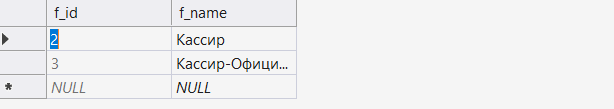 f_id f_name
2 Кассир
3 Кассир-Офици...
* NULL NULL